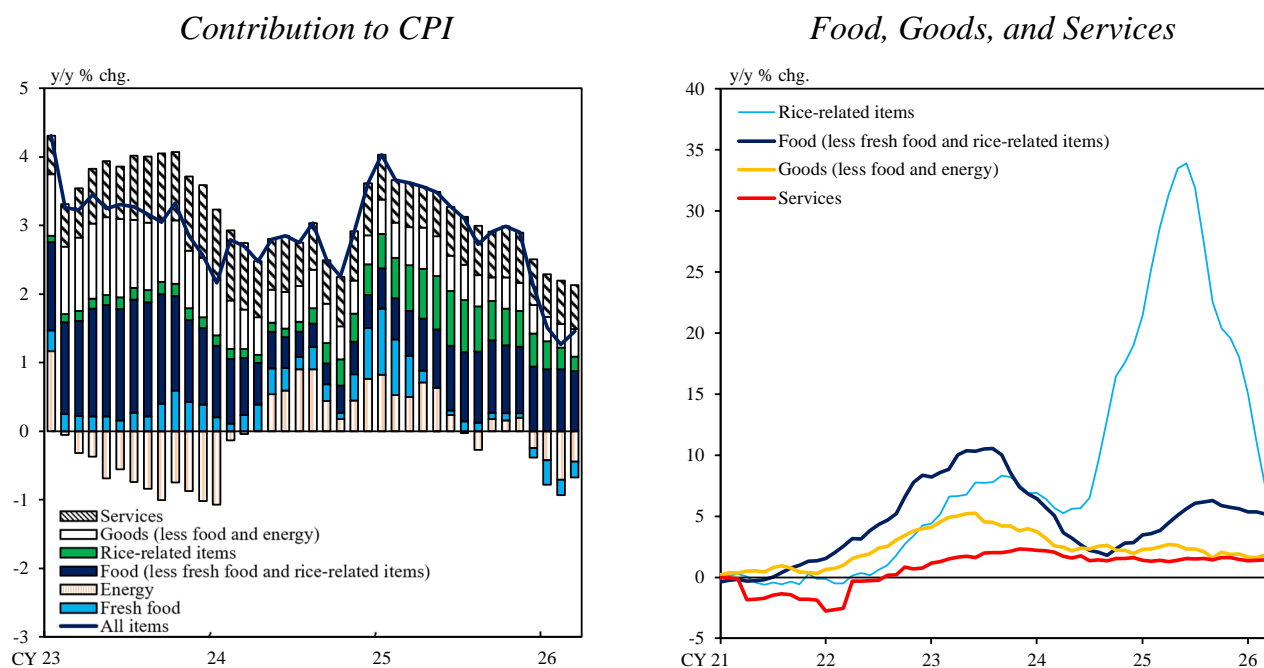 Contribution to CPI
y/y % chg.
5
4
3
2
1
0
-1
-2
-3
Services
Goods (less food and energy)
Rice-related items
Food (less fresh food and rice-related items)
Energy
Fresh food
All items
CY 23 24 25 26
Food, Goods, and Services
y/y % chg.
40
35
30
25
20
15
10
5
0
-5
Rice-related items
Food (less fresh food and rice-related items)
Goods (less food and energy)
Services
CY 21 22 23 24 25 26